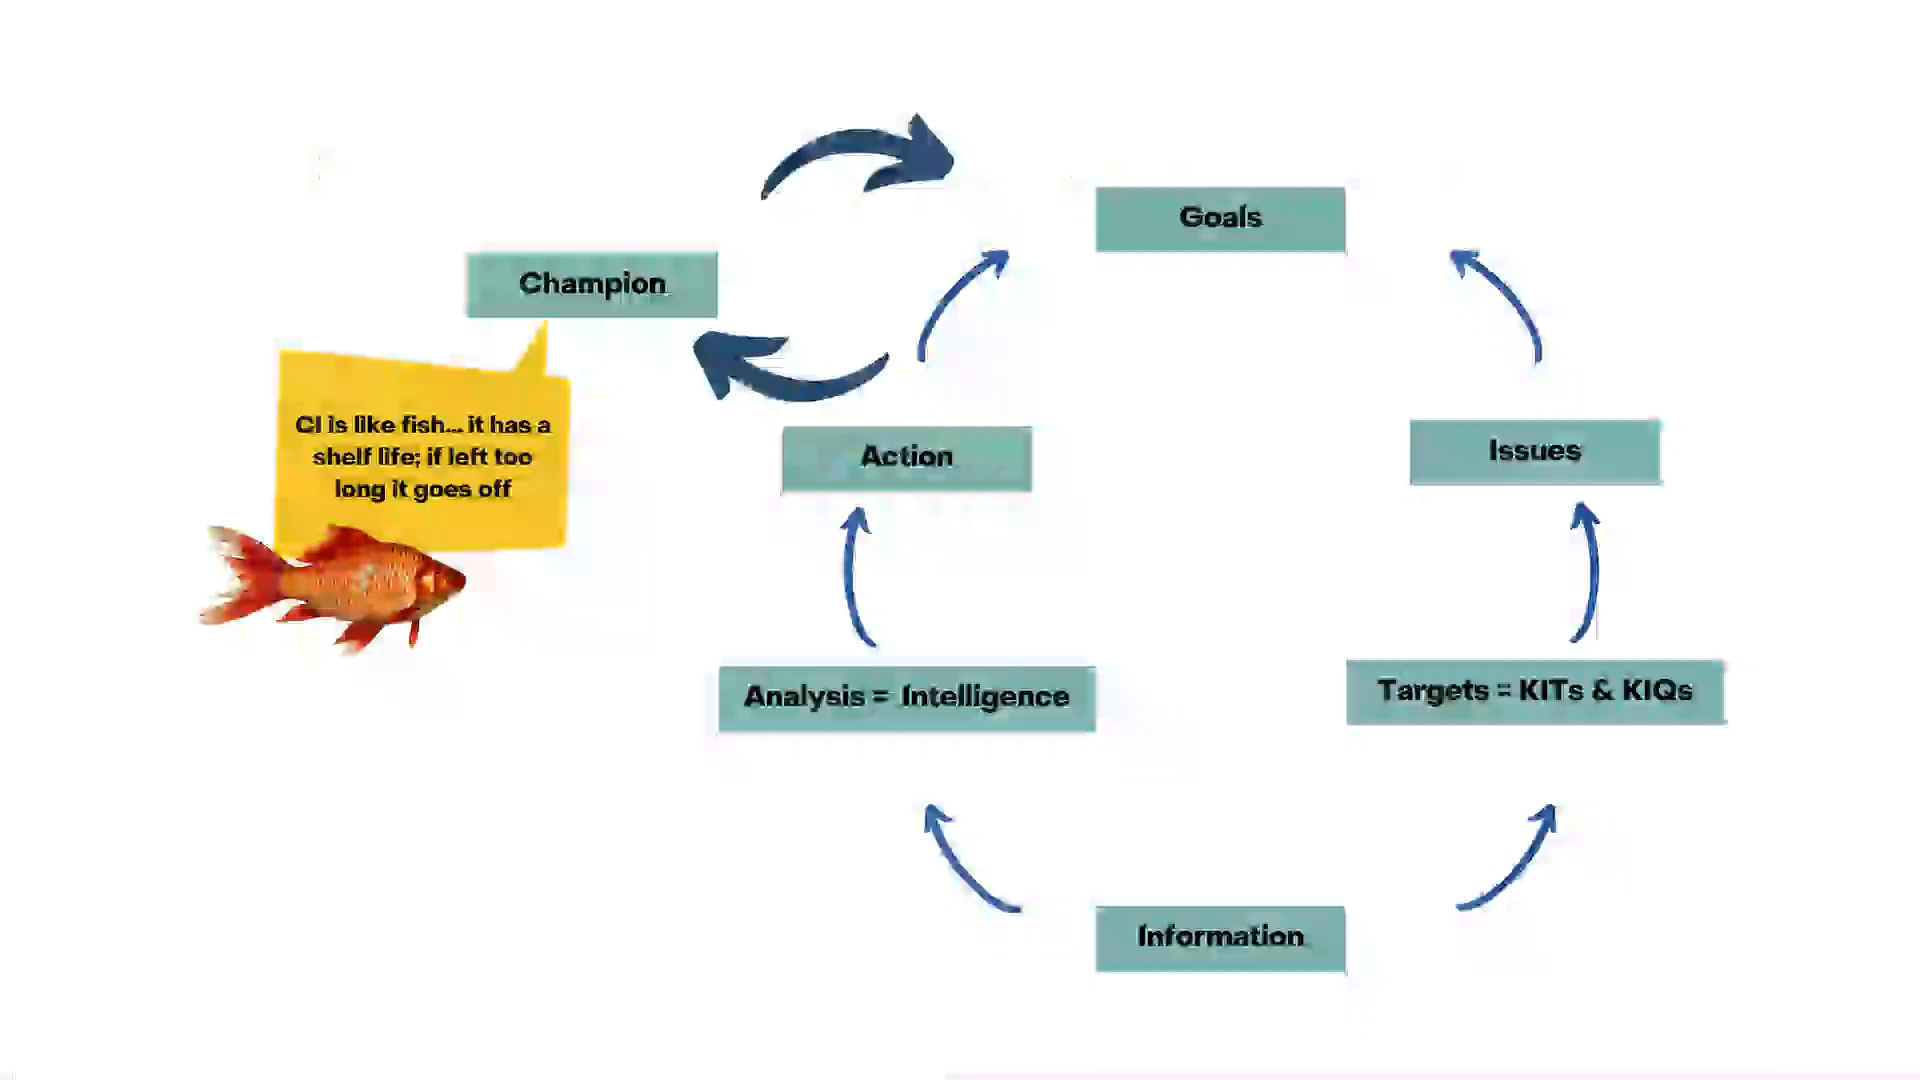 Goals
Champion
CI is like fish... it has a
shelf life; if left too
long it goes off
Action
Issues
Analysis = Intelligence
Targets = KITs & KIQs
Information